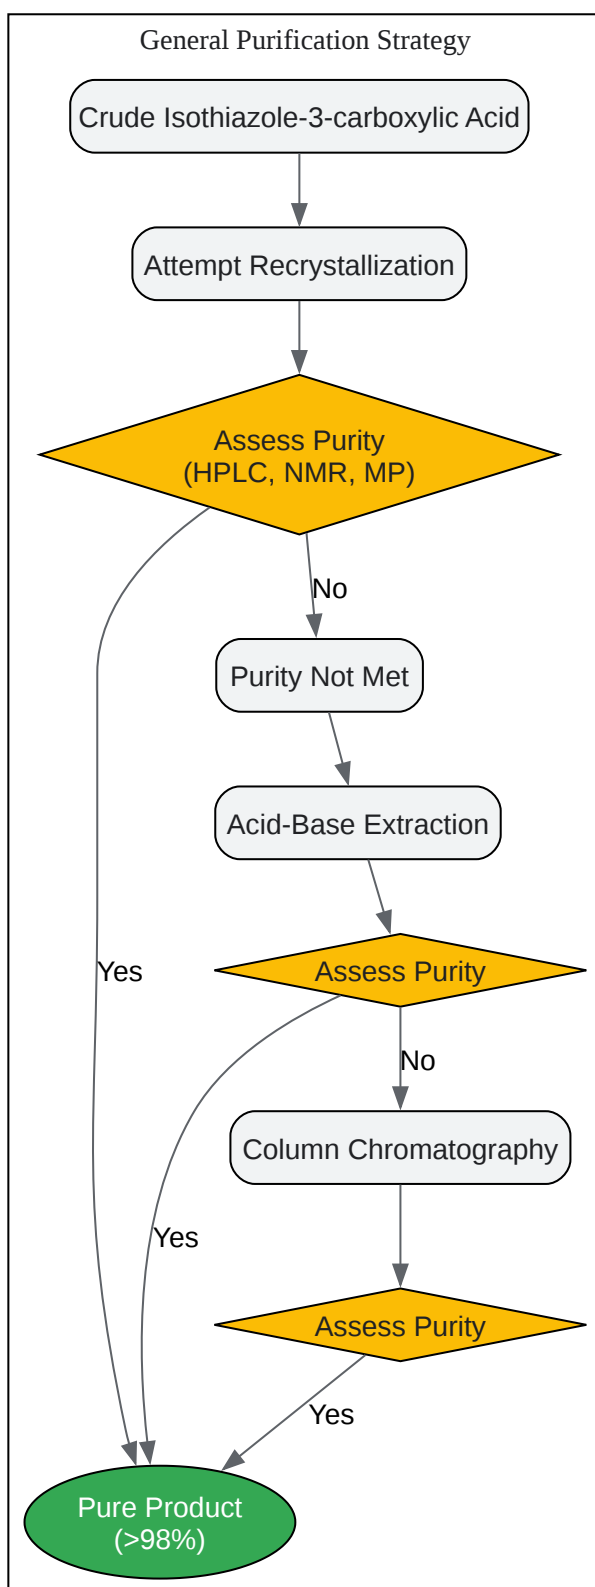 General Purification Strategy
Crude Isothiazole-3-carboxylic Acid
Attempt Recrystallization
Assess Purity
(HPLC, NMR, MP)
No
Purity Not Met
Acid-Base Extraction
Assess Purity
Yes
No
Column Chromatography
Yes
Assess Purity
Yes
Pure Product
(>98%)